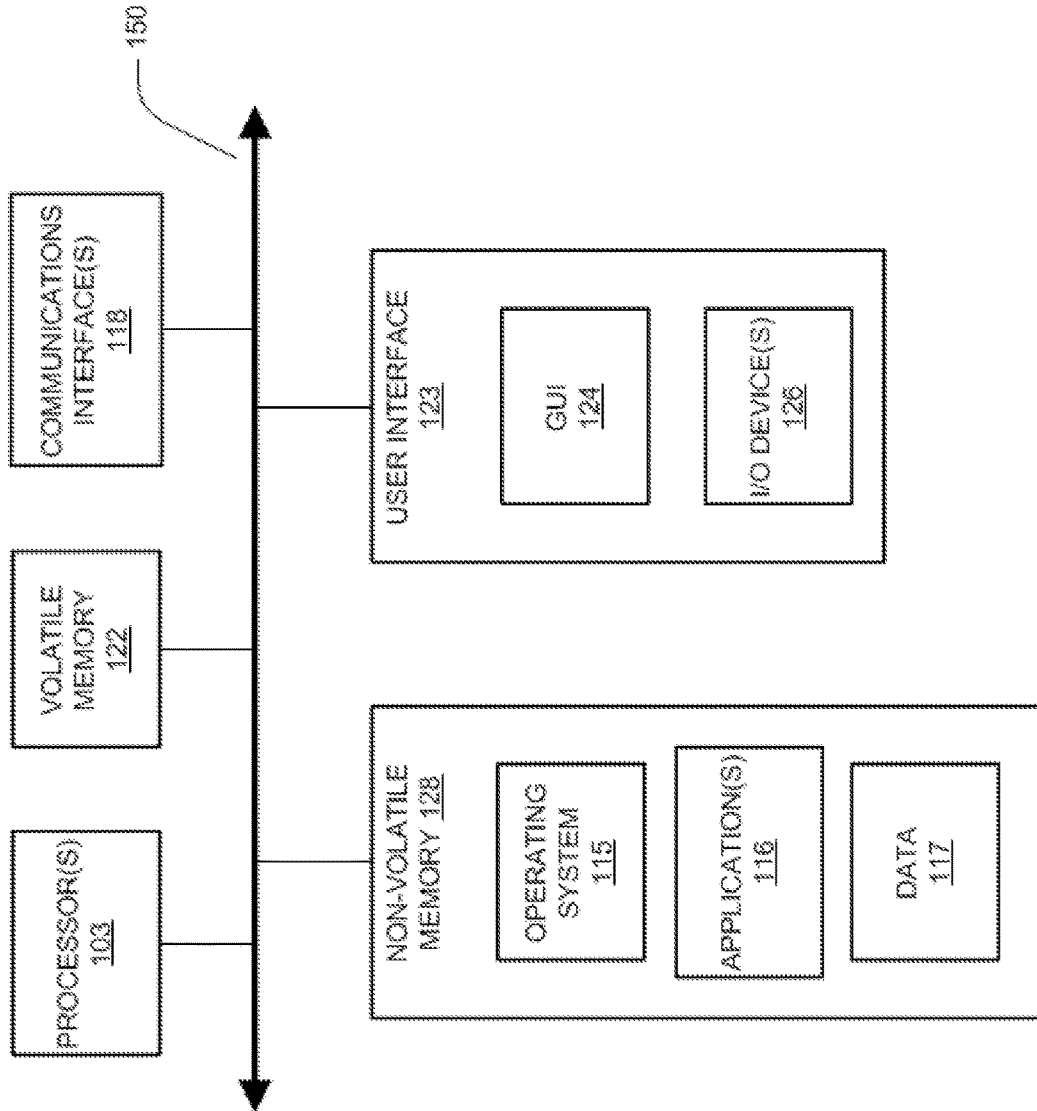 PROCESSOR(S)
103
VOLATILE
MEMORY
122
COMMUNICATIONS
INTERFACE(S)
118
150
NON-VOLATILE
MEMORY 128
OPERATING
SYSTEM
115
APPLICATION(S)
116
DATA
117
USER INTERFACE
123
GUI
124
I/O DEVICE(S)
126